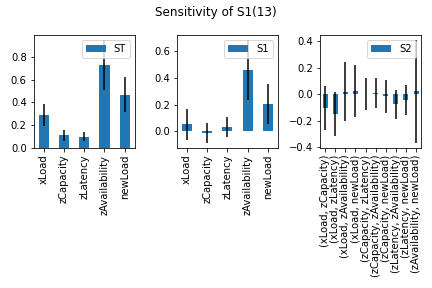 Sensitivity of S1(13)
ST
0.8
0.6
0.4
0.2
0.0
xLoad
zCapacity
zLatency
zAvailability
newLoad
S1
0.6
0.4
0.2
0.0
xLoad
zCapacity
zLatency
zAvailability
newLoad
S2
0.4
0.2
0.0
−0.2
−0.4
(xLoad, zCapacity)
(xLoad, zLatency)
(xLoad, zAvailability)
(xLoad, newLoad)
(zCapacity, zLatency)
(zCapacity, zAvailability)
(zCapacity, newLoad)
(zLatency, zAvailability)
(zLatency, newLoad)
(zAvailability, newLoad)